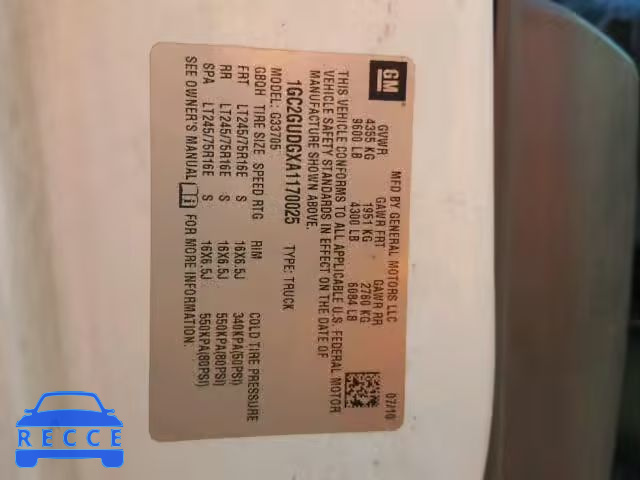 GM
MFD BY GENERAL MOTORS LLC
07/10
GVWR GAWR FRT GAWR RR
4355 KG 1951 KG 2760 KG
9600 LB 4300 LB 6084 LB
THIS VEHICLE CONFORMS TO ALL APPLICABLE U.S. FEDERAL MOTOR
VEHICLE SAFETY STANDARDS IN EFFECT ON THE DATE OF
MANUFACTURE SHOWN ABOVE.
1GC2GUDGXA1170025 TYPE: TRUCK
MODEL: G33705
GBQH TIRE SIZE SPEED RTG RIM COLD TIRE PRESSURE
FRT LT245/75R16E S 16X6.5J 340KPA(50PSI)
RR LT245/75R16E S 16X6.5J 550KPA(80PSI)
SPA LT245/75R16E S 16X6.5J 550KPA(80PSI)
SEE OWNER'S MANUAL i FOR MORE INFORMATION.
RECCE